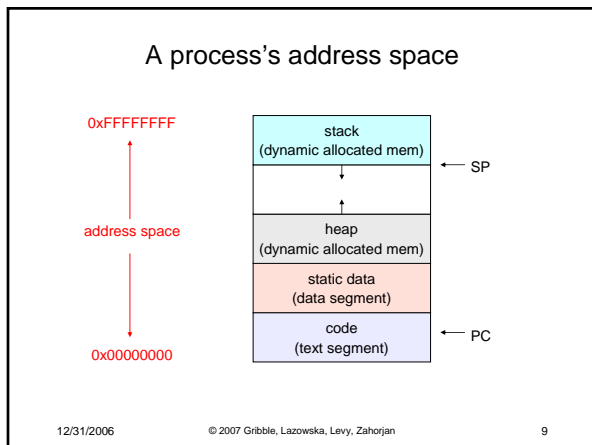 A process's address space
0xFFFFFFFF
address space
0x00000000
stack
(dynamic allocated mem)
SP
heap
(dynamic allocated mem)
static data
(data segment)
code
(text segment)
PC
12/31/2006
© 2007 Gribble, Lazowska, Levy, Zahorjan
9